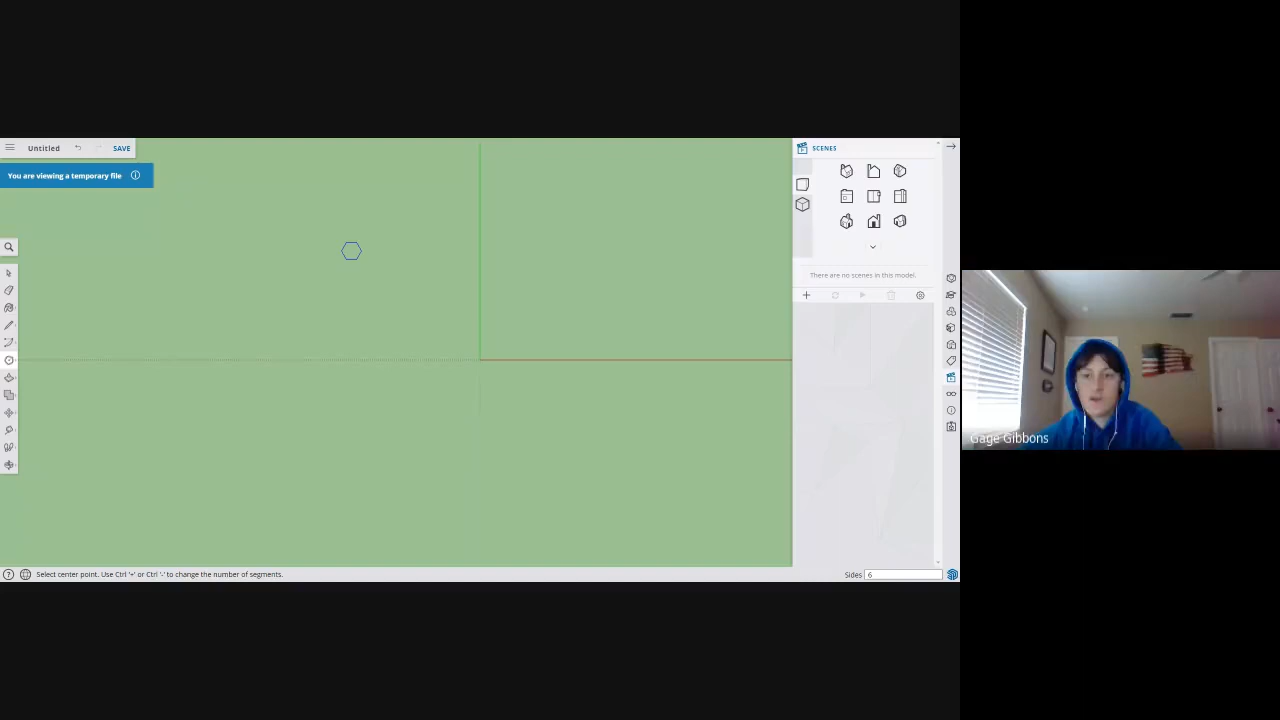 Untitled
SAVE
You are viewing a temporary file
SCENES
There are no scenes in this model.
Gage Gibbons
Select center point. Use Ctrl '+' or Ctrl '-' to change the number of segments.
Sides 6